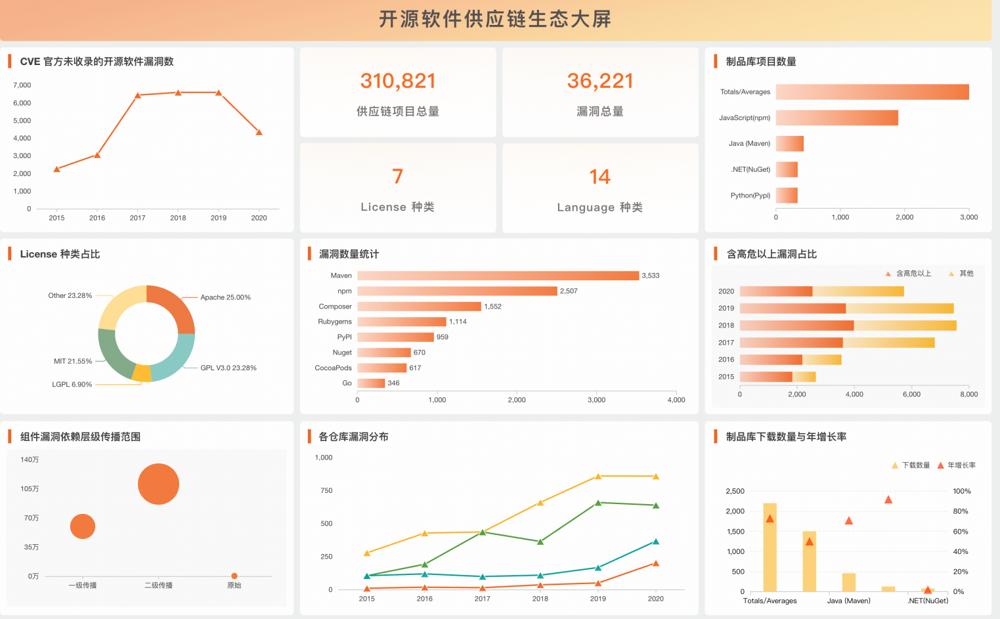 开源软件供应链生态大屏
CVE 官方未收录的开源软件漏洞数
7,000
6,000
5,000
4,000
3,000
2,000
1,000
0
2015 2016 2017 2018 2019 2020
310,821
供应链项目总量
36,221
漏洞总量
7
License 种类
14
Language 种类
制品库项目数量
Totals/Averages
JavaScript(npm)
Java (Maven)
.NET(NuGet)
Python(Pypi)
0 1,000 2,000 3,000
License 种类占比
Other 23.28%
Apache 25.00%
MIT 21.55%
GPL V3.0 23.28%
LGPL 6.90%
漏洞数量统计
Maven 3,533
npm 2,507
Composer 1,552
Rubygems 1,114
PyPI 959
Nuget 670
CocoaPods 617
Go 346
0 1,000 2,000 3,000 4,000
含高危以上漏洞占比
含高危以上 其他
2020
2019
2018
2017
2016
2015
0 2,000 4,000 6,000 8,000
组件漏洞依赖层级传播范围
140万
105万
70万
35万
0万
一级传播 二级传播 原始
各仓库漏洞分布
1,000
750
500
250
0
2015 2016 2017 2018 2019 2020
制品库下载数量与年增长率
下载数量 年增长率
2,500 100%
2,000 80%
1,500 60%
1,000 40%
500 20%
0 0%
Totals/Averages Java (Maven) .NET(NuGet)